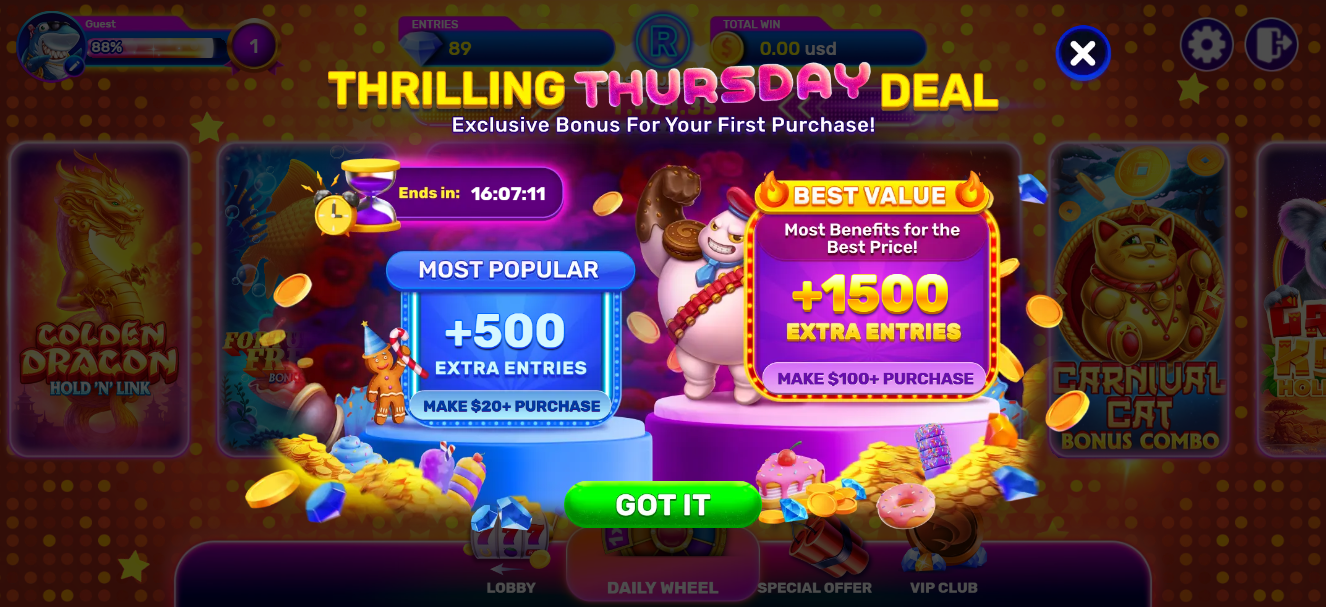 Guest
88%
1
ENTRIES
89
R
TOTAL WIN
$
0.00 usd
THRILLING THURSDAY DEAL
Exclusive Bonus For Your First Purchase!
Ends in: 16:07:11
BEST VALUE
Most Benefits for the
Best Price!
+1500
EXTRA ENTRIES
MAKE $100+ PURCHASE
MOST POPULAR
+500
EXTRA ENTRIES
MAKE $20+ PURCHASE
GOLDEN
DRAGON
HOLD 'N' LINK
CARNIVAL
CAT
BONUS COMBO
GOT IT
777
LOBBY
DAILY WHEEL
SPECIAL OFFER
VIP CLUB